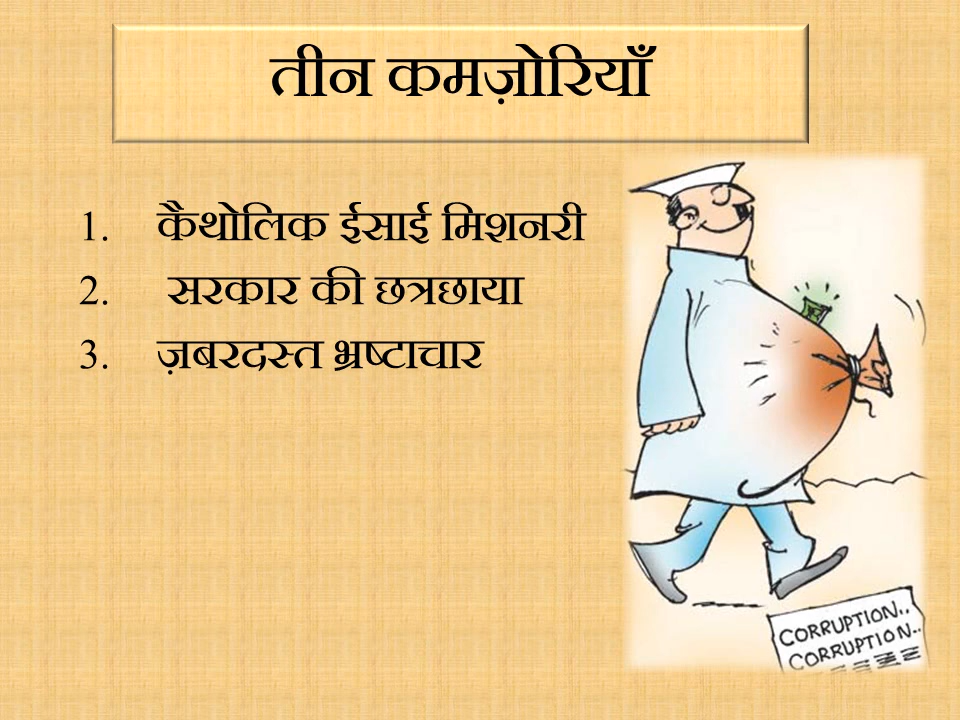 तीन कमज़ोरियाँ
1. कैथोलिक ईसाई मिशनरी
2. सरकार की छत्रछाया
3. ज़बरदस्त भ्रष्टाचार
CORRUPTION..
CORRUPTION..